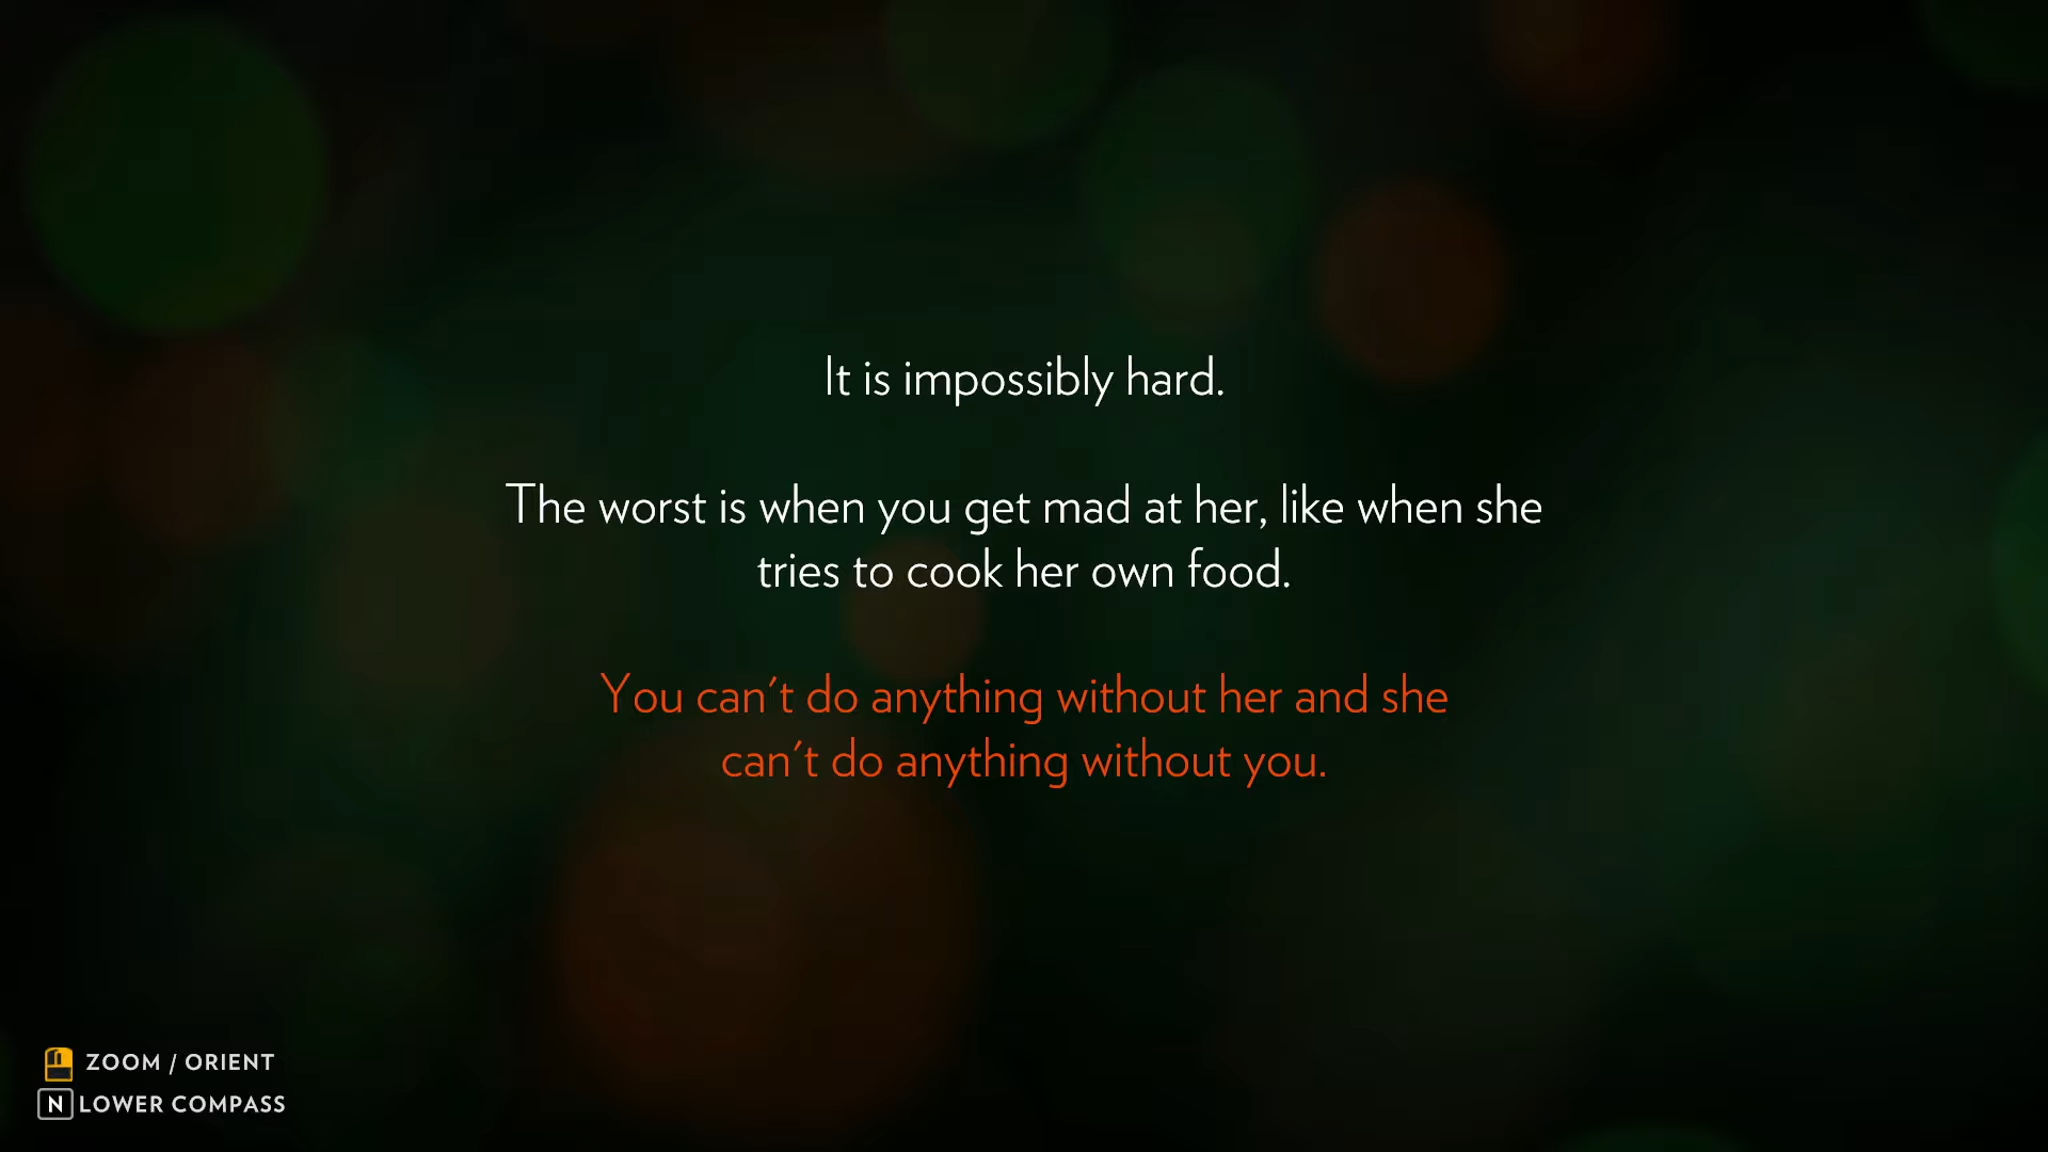 It is impossibly hard.
The worst is when you get mad at her, like when she
tries to cook her own food.
You can't do anything without her and she
can't do anything without you.
ZOOM / ORIENT
N LOWER COMPASS